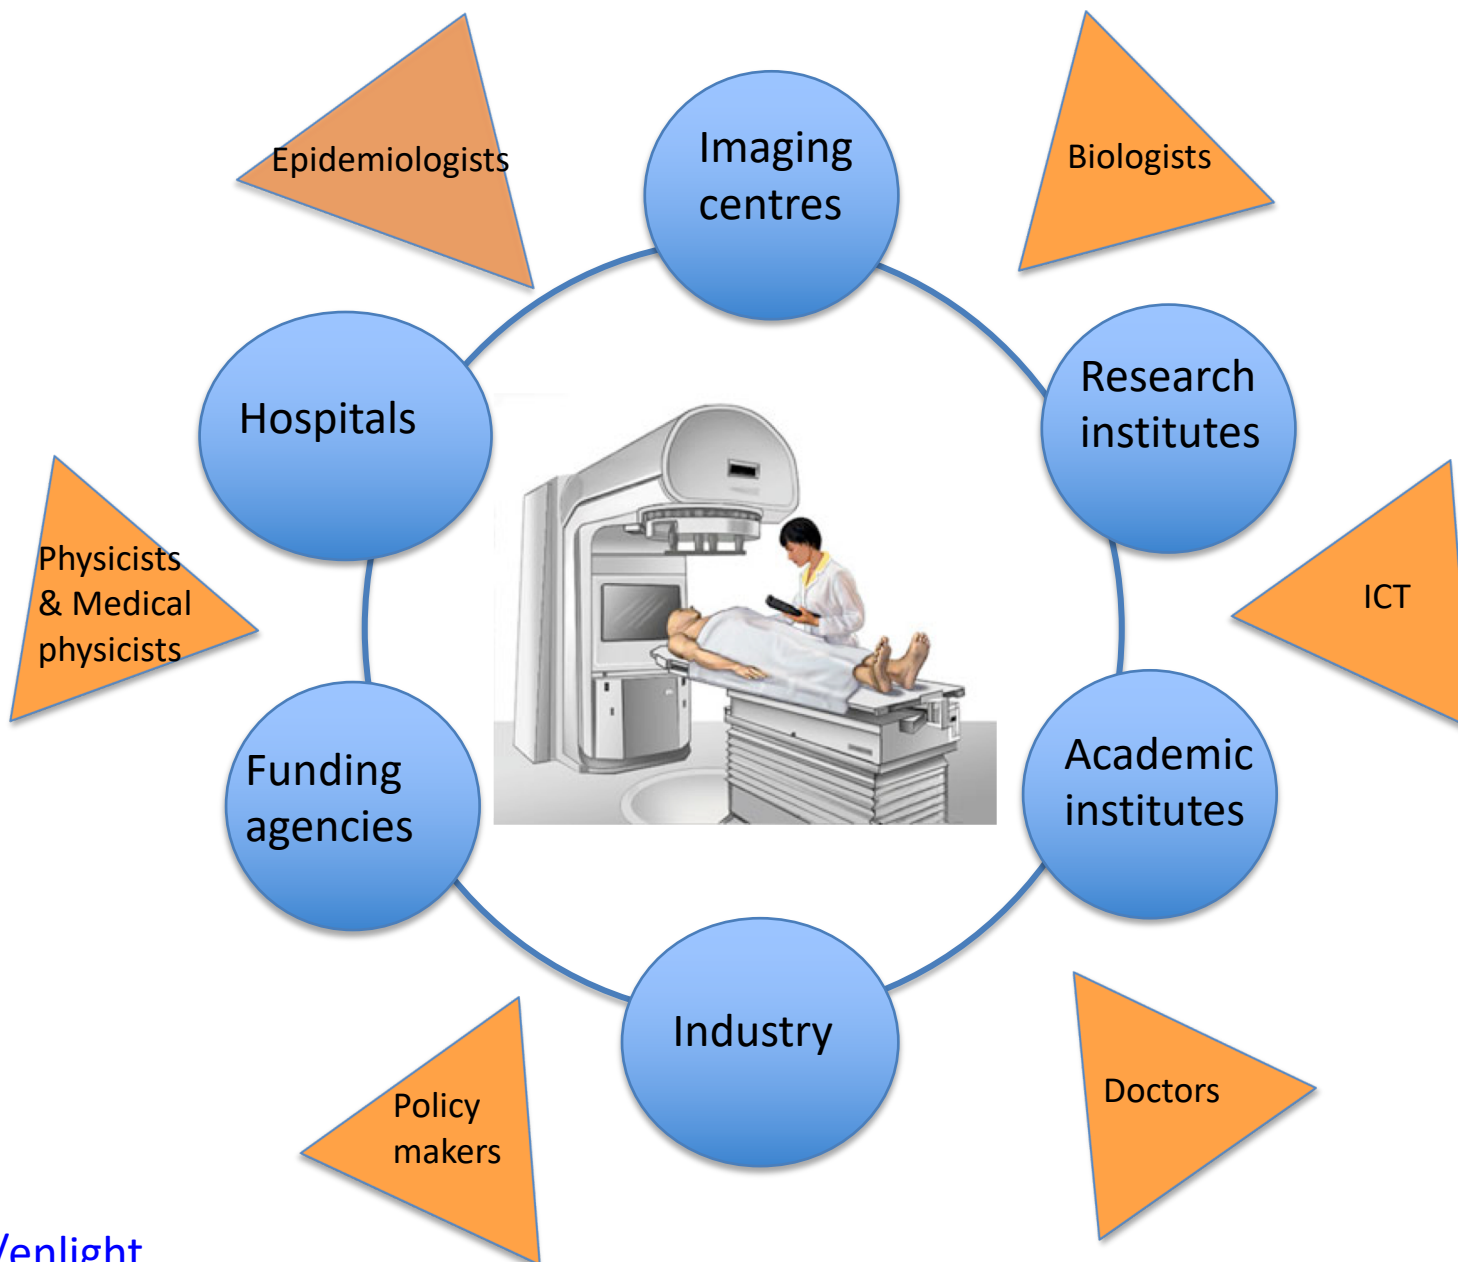 Epidemiologists
Imaging
centres
Biologists
Hospitals
Research
institutes
Physicists
& Medical
physicists
ICT
Funding
agencies
Academic
institutes
Industry
Policy
makers
Doctors
/enlight